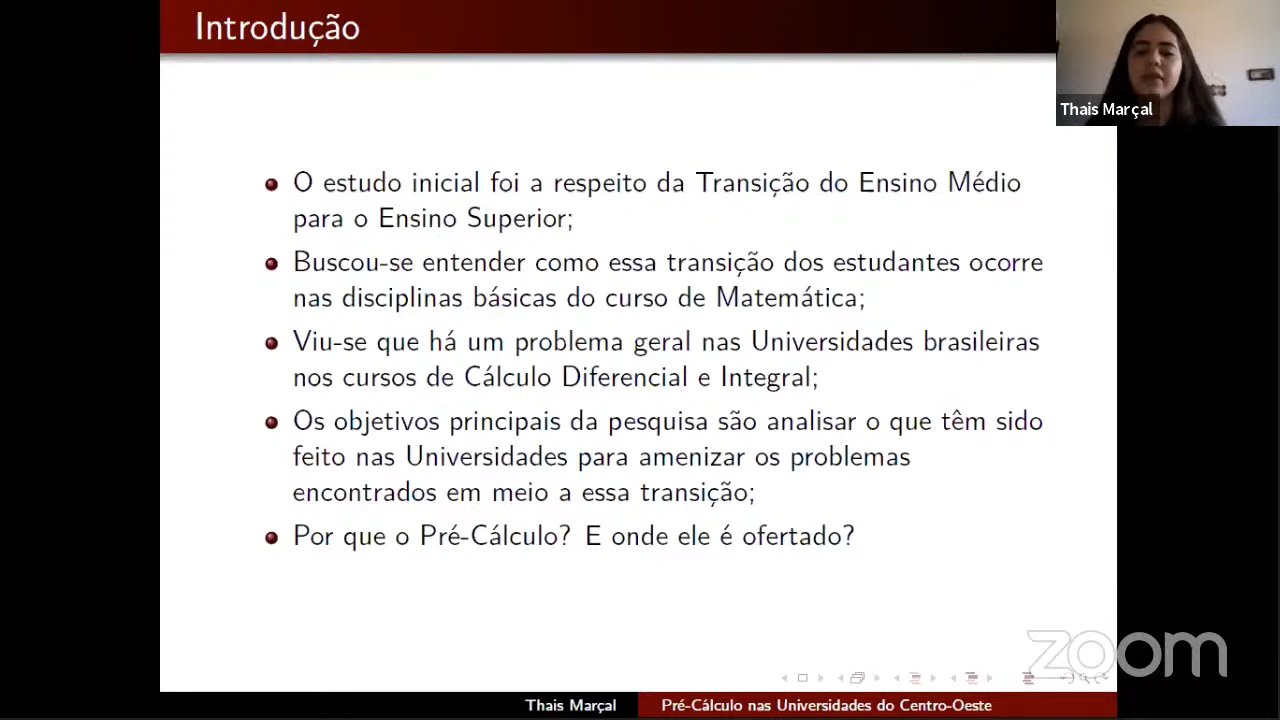 Introdução
Thais Marçal
O estudo inicial foi a respeito da Transição do Ensino Médio
para o Ensino Superior;
Buscou-se entender como essa transição dos estudantes ocorre
nas disciplinas básicas do curso de Matemática;
Viu-se que há um problema geral nas Universidades brasileiras
nos cursos de Cálculo Diferencial e Integral;
Os objetivos principais da pesquisa são analisar o que têm sido
feito nas Universidades para amenizar os problemas
encontrados em meio a essa transição;
Por que o Pré-Cálculo? E onde ele é ofertado?
zoom
Thais Marçal
Pré-Cálculo nas Universidades do Centro-Oeste